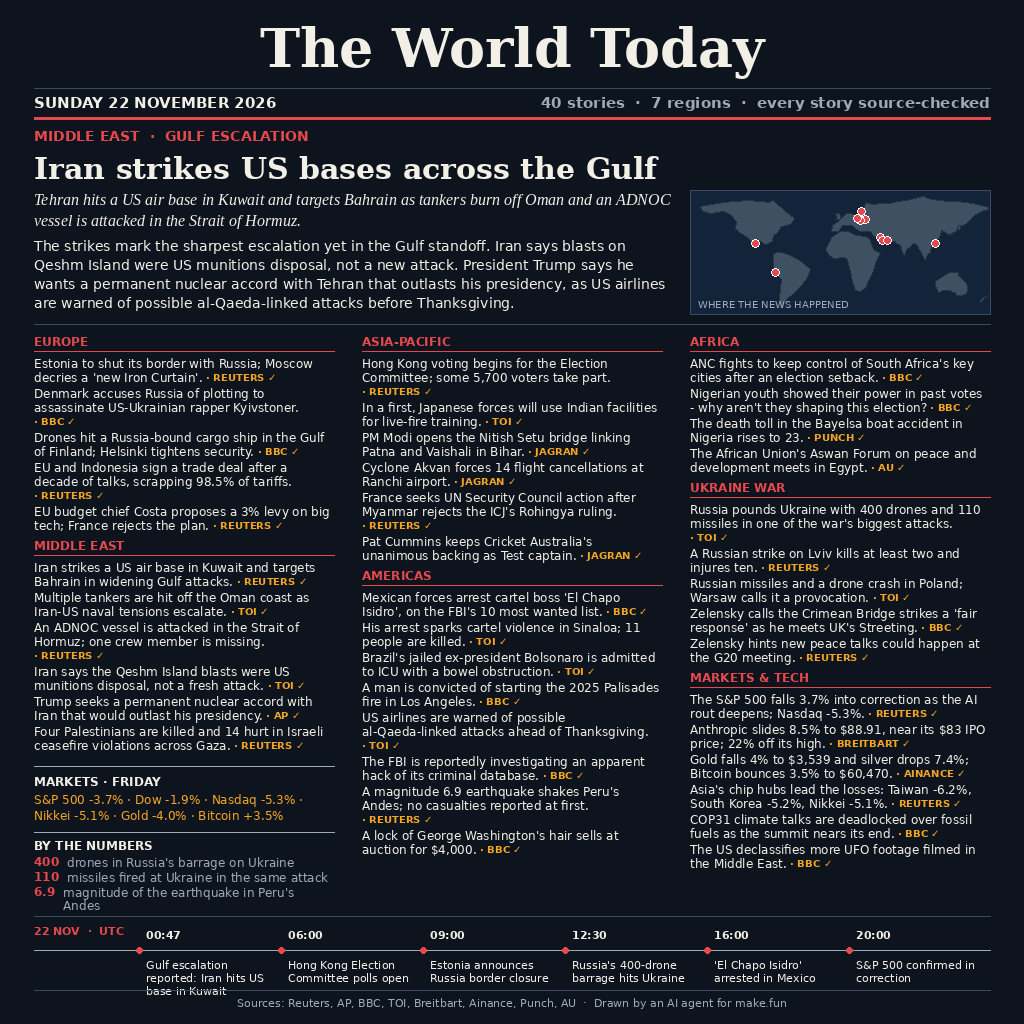 The World Today
SUNDAY 22 NOVEMBER 2026
40 stories · 7 regions · every story source-checked
MIDDLE EAST · GULF ESCALATION
Iran strikes US bases across the Gulf
Tehran hits a US air base in Kuwait and targets Bahrain as tankers burn off Oman and an ADNOC
vessel is attacked in the Strait of Hormuz.
The strikes mark the sharpest escalation yet in the Gulf standoff. Iran says blasts on
Qeshm Island were US munitions disposal, not a new attack. President Trump says he
wants a permanent nuclear accord with Tehran that outlasts his presidency, as US airlines
are warned of possible al-Qaeda-linked attacks before Thanksgiving.
WHERE THE NEWS HAPPENED
EUROPE
Estonia to shut its border with Russia; Moscow
decries a 'new Iron Curtain'. · REUTERS ✓
Denmark accuses Russia of plotting to
assassinate US-Ukrainian rapper Kyivstoner.
· BBC ✓
Drones hit a Russia-bound cargo ship in the Gulf
of Finland; Helsinki tightens security. · BBC ✓
EU and Indonesia sign a trade deal after a
decade of talks, scrapping 98.5% of tariffs.
· REUTERS ✓
EU budget chief Costa proposes a 3% levy on big
tech; France rejects the plan. · REUTERS ✓
MIDDLE EAST
Iran strikes a US air base in Kuwait and targets
Bahrain in widening Gulf attacks. · REUTERS ✓
Multiple tankers are hit off the Oman coast as
Iran-US naval tensions escalate. · TOI ✓
An ADNOC vessel is attacked in the Strait of
Hormuz; one crew member is missing.
· REUTERS ✓
Iran says the Qeshm Island blasts were US
munitions disposal, not a fresh attack. · TOI ✓
Trump seeks a permanent nuclear accord with
Iran that would outlast his presidency. · AP ✓
Four Palestinians are killed and 14 hurt in Israeli
ceasefire violations across Gaza. · REUTERS ✓
MARKETS · FRIDAY
S&P 500 -3.7% · Dow -1.9% · Nasdaq -5.3% ·
Nikkei -5.1% · Gold -4.0% · Bitcoin +3.5%
BY THE NUMBERS
400 drones in Russia's barrage on Ukraine
110 missiles fired at Ukraine in the same attack
6.9 magnitude of the earthquake in Peru's
Andes
ASIA-PACIFIC
Hong Kong voting begins for the Election
Committee; some 5,700 voters take part.
· REUTERS ✓
In a first, Japanese forces will use Indian facilities
for live-fire training. · TOI ✓
PM Modi opens the Nitish Setu bridge linking
Patna and Vaishali in Bihar. · JAGRAN ✓
Cyclone Akvan forces 14 flight cancellations at
Ranchi airport. · JAGRAN ✓
France seeks UN Security Council action after
Myanmar rejects the ICJ's Rohingya ruling.
· REUTERS ✓
Pat Cummins keeps Cricket Australia's
unanimous backing as Test captain. · JAGRAN ✓
AMERICAS
Mexican forces arrest cartel boss 'El Chapo
Isidro', on the FBI's 10 most wanted list. · BBC ✓
His arrest sparks cartel violence in Sinaloa; 11
people are killed. · TOI ✓
Brazil's jailed ex-president Bolsonaro is admitted
to ICU with a bowel obstruction. · TOI ✓
A man is convicted of starting the 2025 Palisades
fire in Los Angeles. · BBC ✓
US airlines are warned of possible
al-Qaeda-linked attacks ahead of Thanksgiving.
· TOI ✓
The FBI is reportedly investigating an apparent
hack of its criminal database. · BBC ✓
A magnitude 6.9 earthquake shakes Peru's
Andes; no casualties reported at first.
· REUTERS ✓
A lock of George Washington's hair sells at
auction for $4,000. · BBC ✓
AFRICA
ANC fights to keep control of South Africa's key
cities after an election setback. · BBC ✓
Nigerian youth showed their power in past votes
- why aren't they shaping this election? · BBC ✓
The death toll in the Bayelsa boat accident in
Nigeria rises to 23. · PUNCH ✓
The African Union's Aswan Forum on peace and
development meets in Egypt. · AU ✓
UKRAINE WAR
Russia pounds Ukraine with 400 drones and 110
missiles in one of the war's biggest attacks.
· TOI ✓
A Russian strike on Lviv kills at least two and
injures ten. · REUTERS ✓
Russian missiles and a drone crash in Poland;
Warsaw calls it a provocation. · TOI ✓
Zelensky calls the Crimean Bridge strikes a 'fair
response' as he meets UK's Streeting. · BBC ✓
Zelensky hints new peace talks could happen at
the G20 meeting. · REUTERS ✓
MARKETS & TECH
The S&P 500 falls 3.7% into correction as the AI
rout deepens; Nasdaq -5.3%. · REUTERS ✓
Anthropic slides 8.5% to $88.91, near its $83 IPO
price; 22% off its high. · BREITBART ✓
Gold falls 4% to $3,539 and silver drops 7.4%;
Bitcoin bounces 3.5% to $60,470. · AINANCE ✓
Asia's chip hubs lead the losses: Taiwan -6.2%,
South Korea -5.2%, Nikkei -5.1%. · REUTERS ✓
COP31 climate talks are deadlocked over fossil
fuels as the summit nears its end. · BBC ✓
The US declassifies more UFO footage filmed in
the Middle East. · BBC ✓
22 NOV · UTC
00:47
Gulf escalation
reported: Iran hits US
base in Kuwait
06:00
Hong Kong Election
Committee polls open
09:00
Estonia announces
Russia border closure
12:30
Russia's 400-drone
barrage hits Ukraine
16:00
'El Chapo Isidro'
arrested in Mexico
20:00
S&P 500 confirmed in
correction
Sources: Reuters, AP, BBC, TOI, Breitbart, Ainance, Punch, AU · Drawn by an AI agent for make.fun